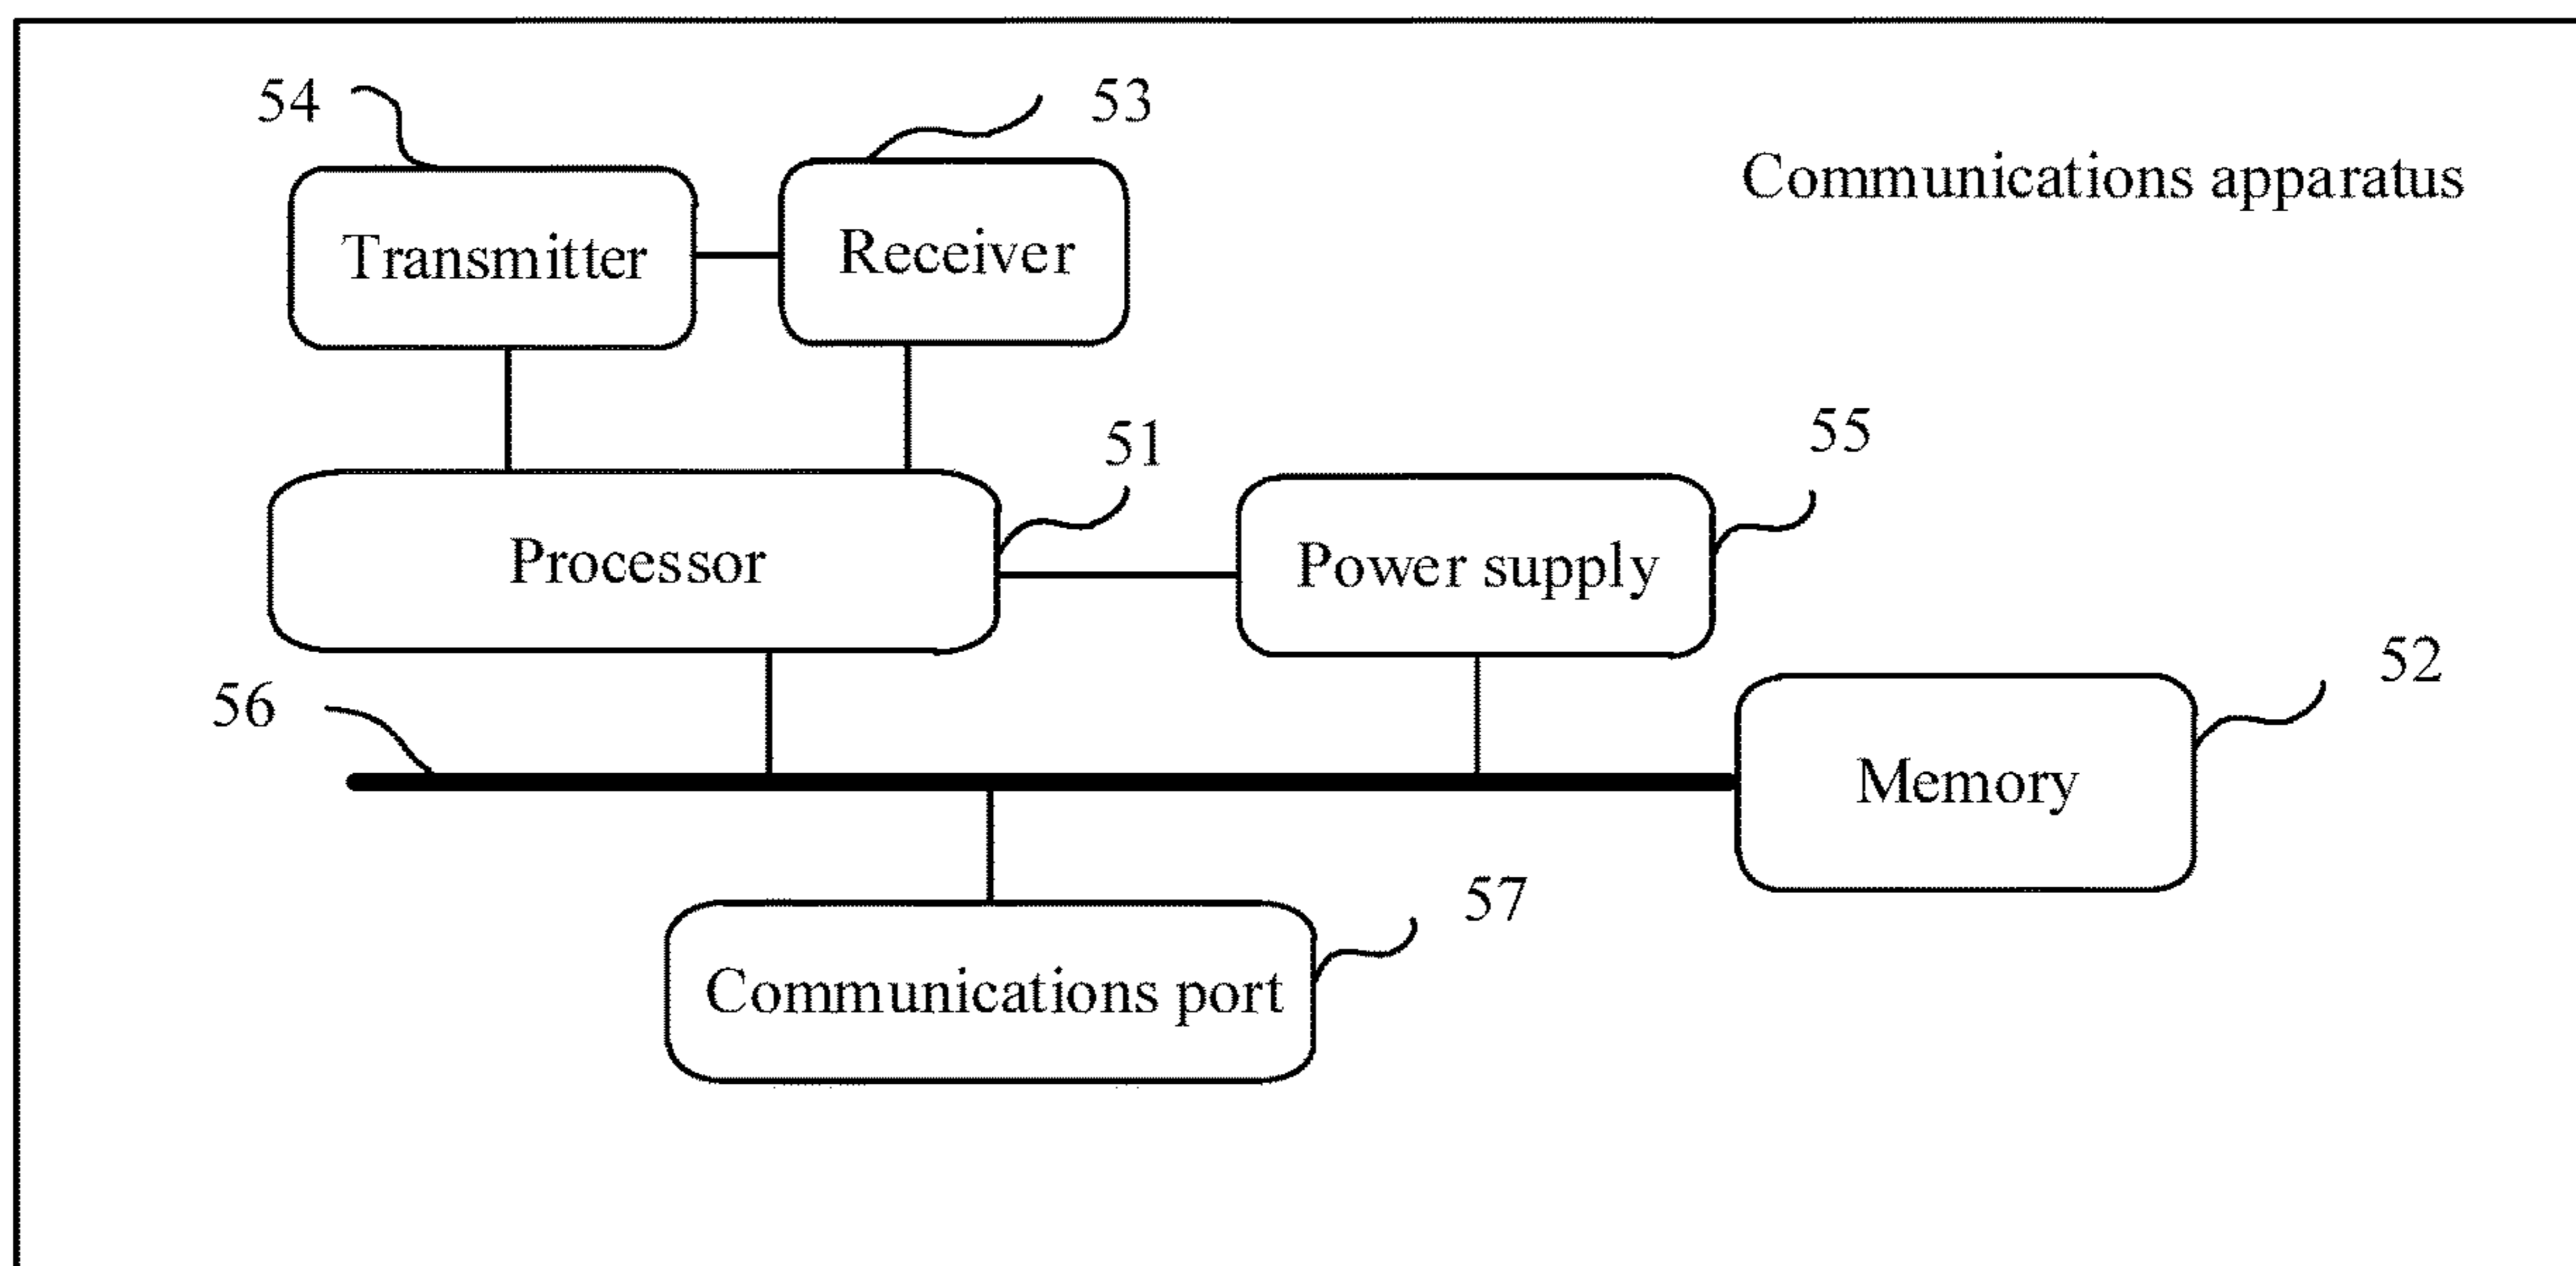 54
53
Communications apparatus
Transmitter
Receiver
51
55
Processor
Power supply
52
56
Memory
57
Communications port